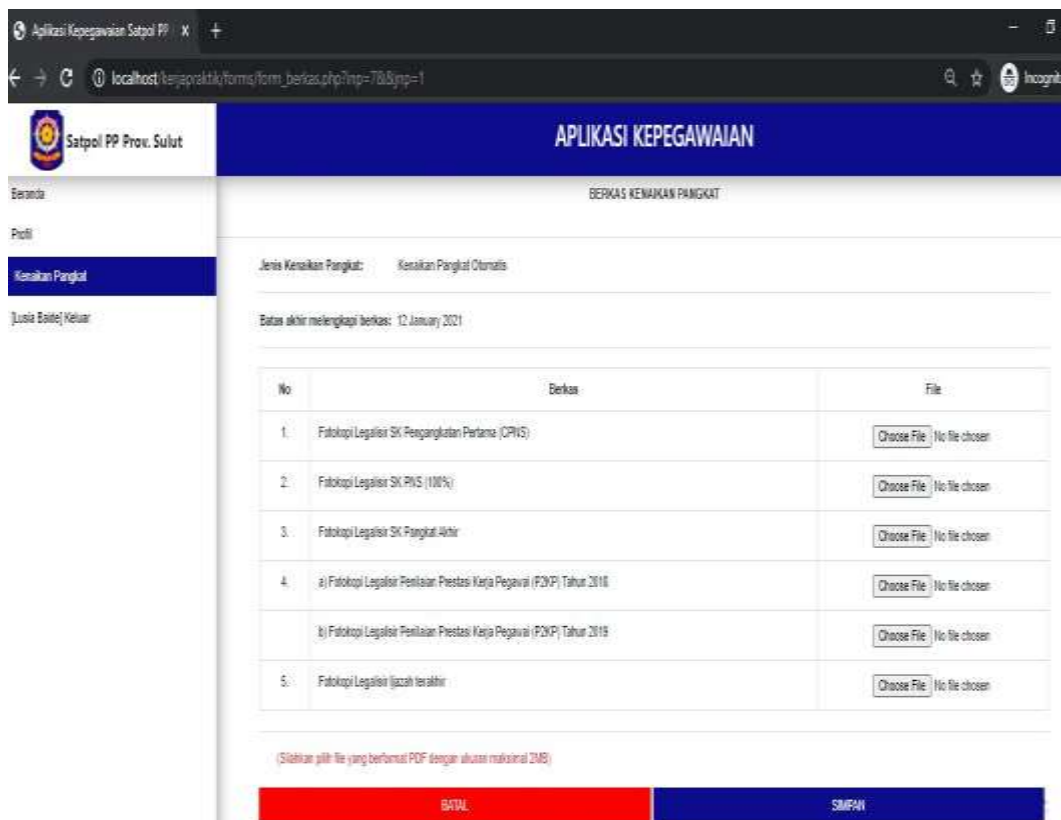 Aplikasi Kepegawaian Satpol PP
localhost/kerjapraktik/forms/form_berkas.php?inp=7&&jnp=1
Incognit
Satpol PP Prov. Sulut
APLIKASI KEPEGAWAIAN
Beranda
Profil
Kenaikan Pangkat
[Lusia Baide] Keluar
BERKAS KENAIKAN PANGKAT
Jenis Kenaikan Pangkat: Kenaikan Pangkat Otomatis
Batas akhir melengkapi berkas: 12 January 2021
No Berkas File
1. Fotokopi Legalisir SK Pengangkatan Pertama (CPNS) Choose File No file chosen
2. Fotokopi Legalisir SK PNS (100%) Choose File No file chosen
3. Fotokopi Legalisir SK Pangkat Akhir Choose File No file chosen
4. a) Fotokopi Legalisir Penilaian Prestasi Kerja Pegawai (P2KP) Tahun 2018 Choose File No file chosen
b) Fotokopi Legalisir Penilaian Prestasi Kerja Pegawai (P2KP) Tahun 2019 Choose File No file chosen
5. Fotokopi Legalisir Ijazah terakhir Choose File No file chosen
(Silahkan pilih file yang berformat PDF dengan ukuran maksimal 2MB)
BATAL SIMPAN